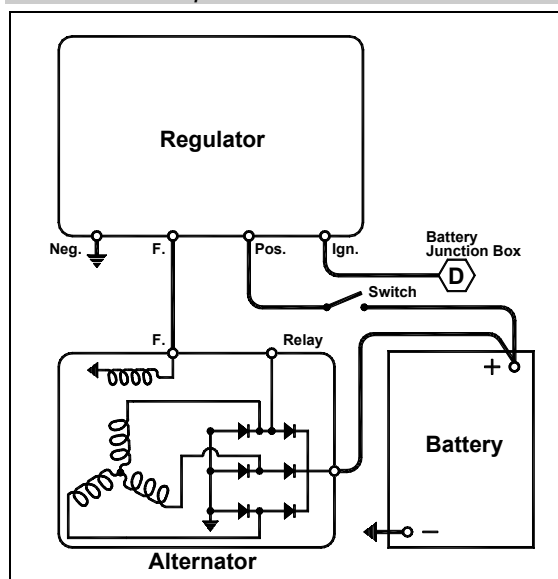 Regulator
Neg.
F.
Pos.
Ign.
Battery
Junction Box
D
Switch
F.
Relay
+
Battery
−
Alternator